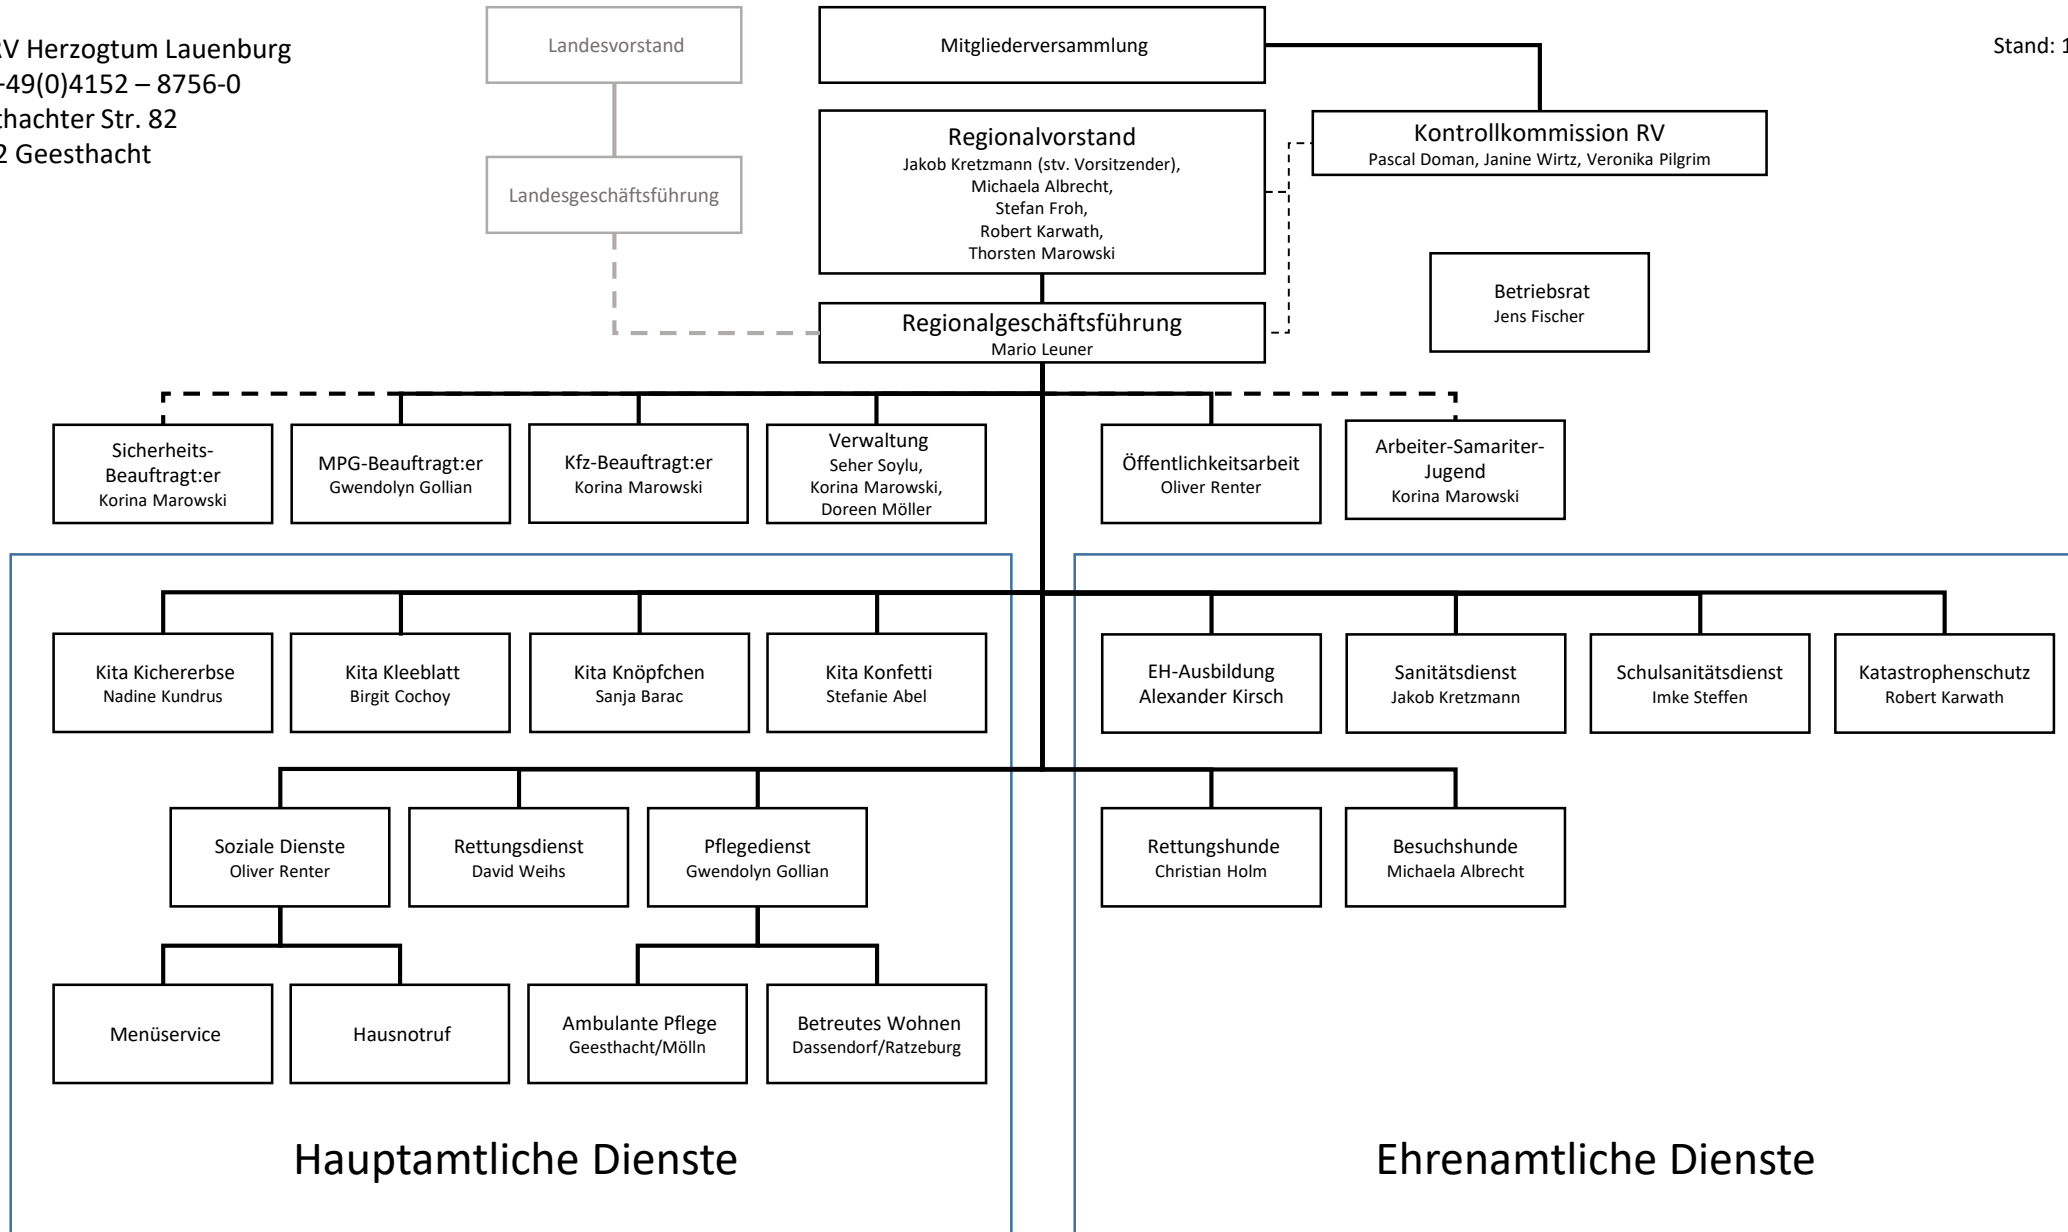 RV Herzogtum Lauenburg
49(0)4152 – 8756-0
thachter Str. 82
2 Geesthacht
Landesvorstand
Mitgliederversammlung
Stand: 1
Landesgeschäftsführung
Regionalvorstand
Jakob Kretzmann (stv. Vorsitzender),
Michaela Albrecht,
Stefan Froh,
Robert Karwath,
Thorsten Marowski
Kontrollkommission RV
Pascal Doman, Janine Wirtz, Veronika Pilgrim
Betriebsrat
Jens Fischer
Regionalgeschäftsführung
Mario Leuner
Sicherheits-
Beauftragt:er
Korina Marowski
MPG-Beauftragt:er
Gwendolyn Gollian
Kfz-Beauftragt:er
Korina Marowski
Verwaltung
Seher Soylu,
Korina Marowski,
Doreen Möller
Öffentlichkeitsarbeit
Oliver Renter
Arbeiter-Samariter-
Jugend
Korina Marowski
Kita Kichererbse
Nadine Kundrus
Kita Kleeblatt
Birgit Cochoy
Kita Knöpfchen
Sanja Barac
Kita Konfetti
Stefanie Abel
EH-Ausbildung
Alexander Kirsch
Sanitätsdienst
Jakob Kretzmann
Schulsanitätsdienst
Imke Steffen
Katastrophenschutz
Robert Karwath
Soziale Dienste
Oliver Renter
Rettungsdienst
David Weihs
Pflegedienst
Gwendolyn Gollian
Rettungshunde
Christian Holm
Besuchshunde
Michaela Albrecht
Menüservice
Hausnotruf
Ambulante Pflege
Geesthacht/Mölln
Betreutes Wohnen
Dassendorf/Ratzeburg
Hauptamtliche Dienste
Ehrenamtliche Dienste